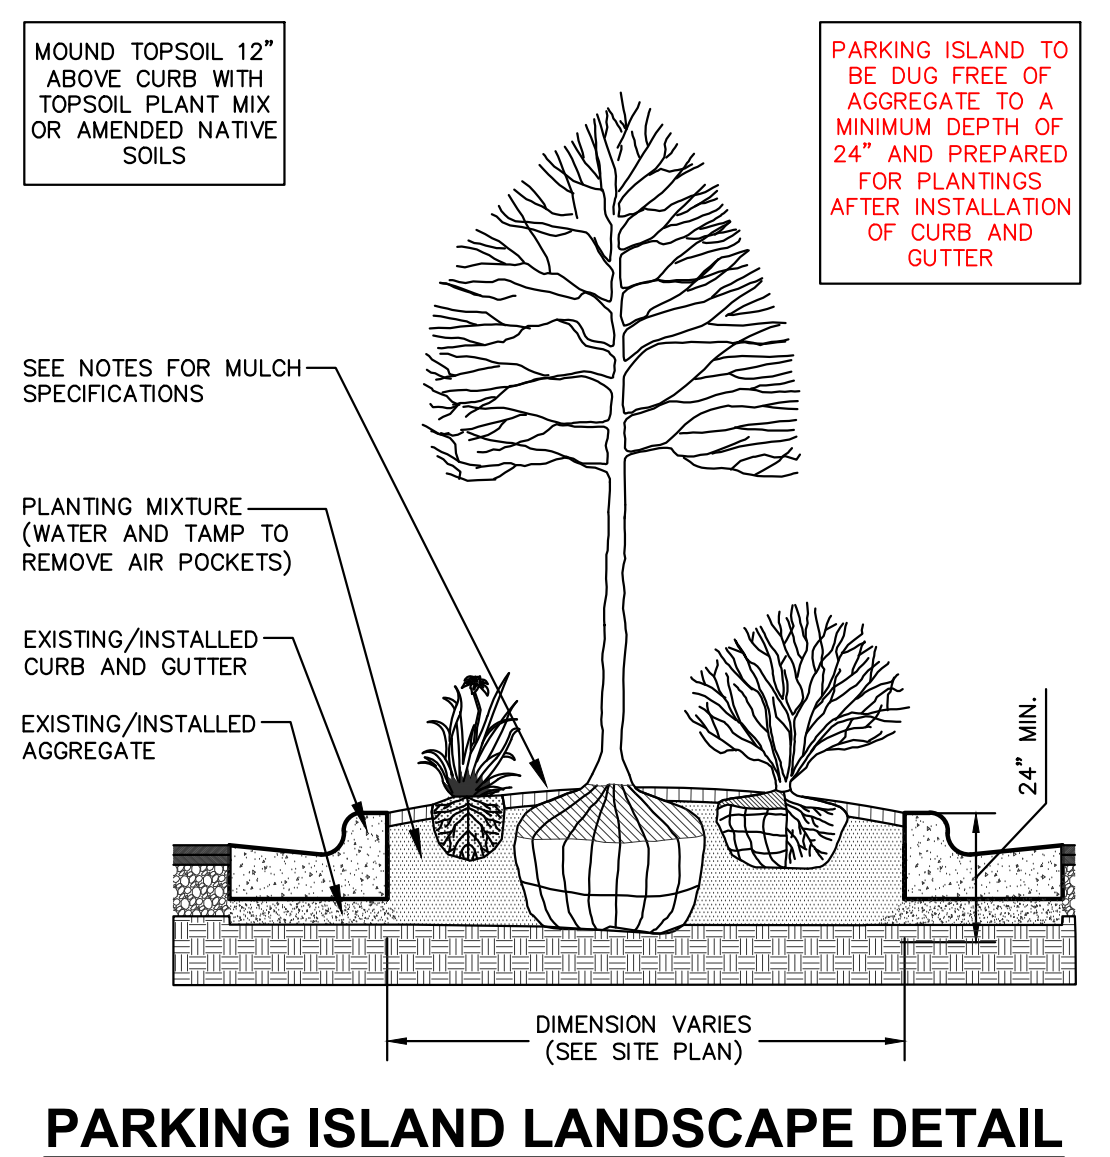 MOUND TOPSOIL 12”
ABOVE CURB WITH
TOPSOIL PLANT MIX
OR AMENDED NATIVE
SOILS
PARKING ISLAND TO
BE DUG FREE OF
AGGREGATE TO A
MINIMUM DEPTH OF
24” AND PREPARED
FOR PLANTINGS
AFTER INSTALLATION
OF CURB AND
GUTTER
SEE NOTES FOR MULCH
SPECIFICATIONS
PLANTING MIXTURE
(WATER AND TAMP TO
REMOVE AIR POCKETS)
EXISTING/INSTALLED
CURB AND GUTTER
EXISTING/INSTALLED
AGGREGATE
24” MIN.
DIMENSION VARIES
(SEE SITE PLAN)
PARKING ISLAND LANDSCAPE DETAIL